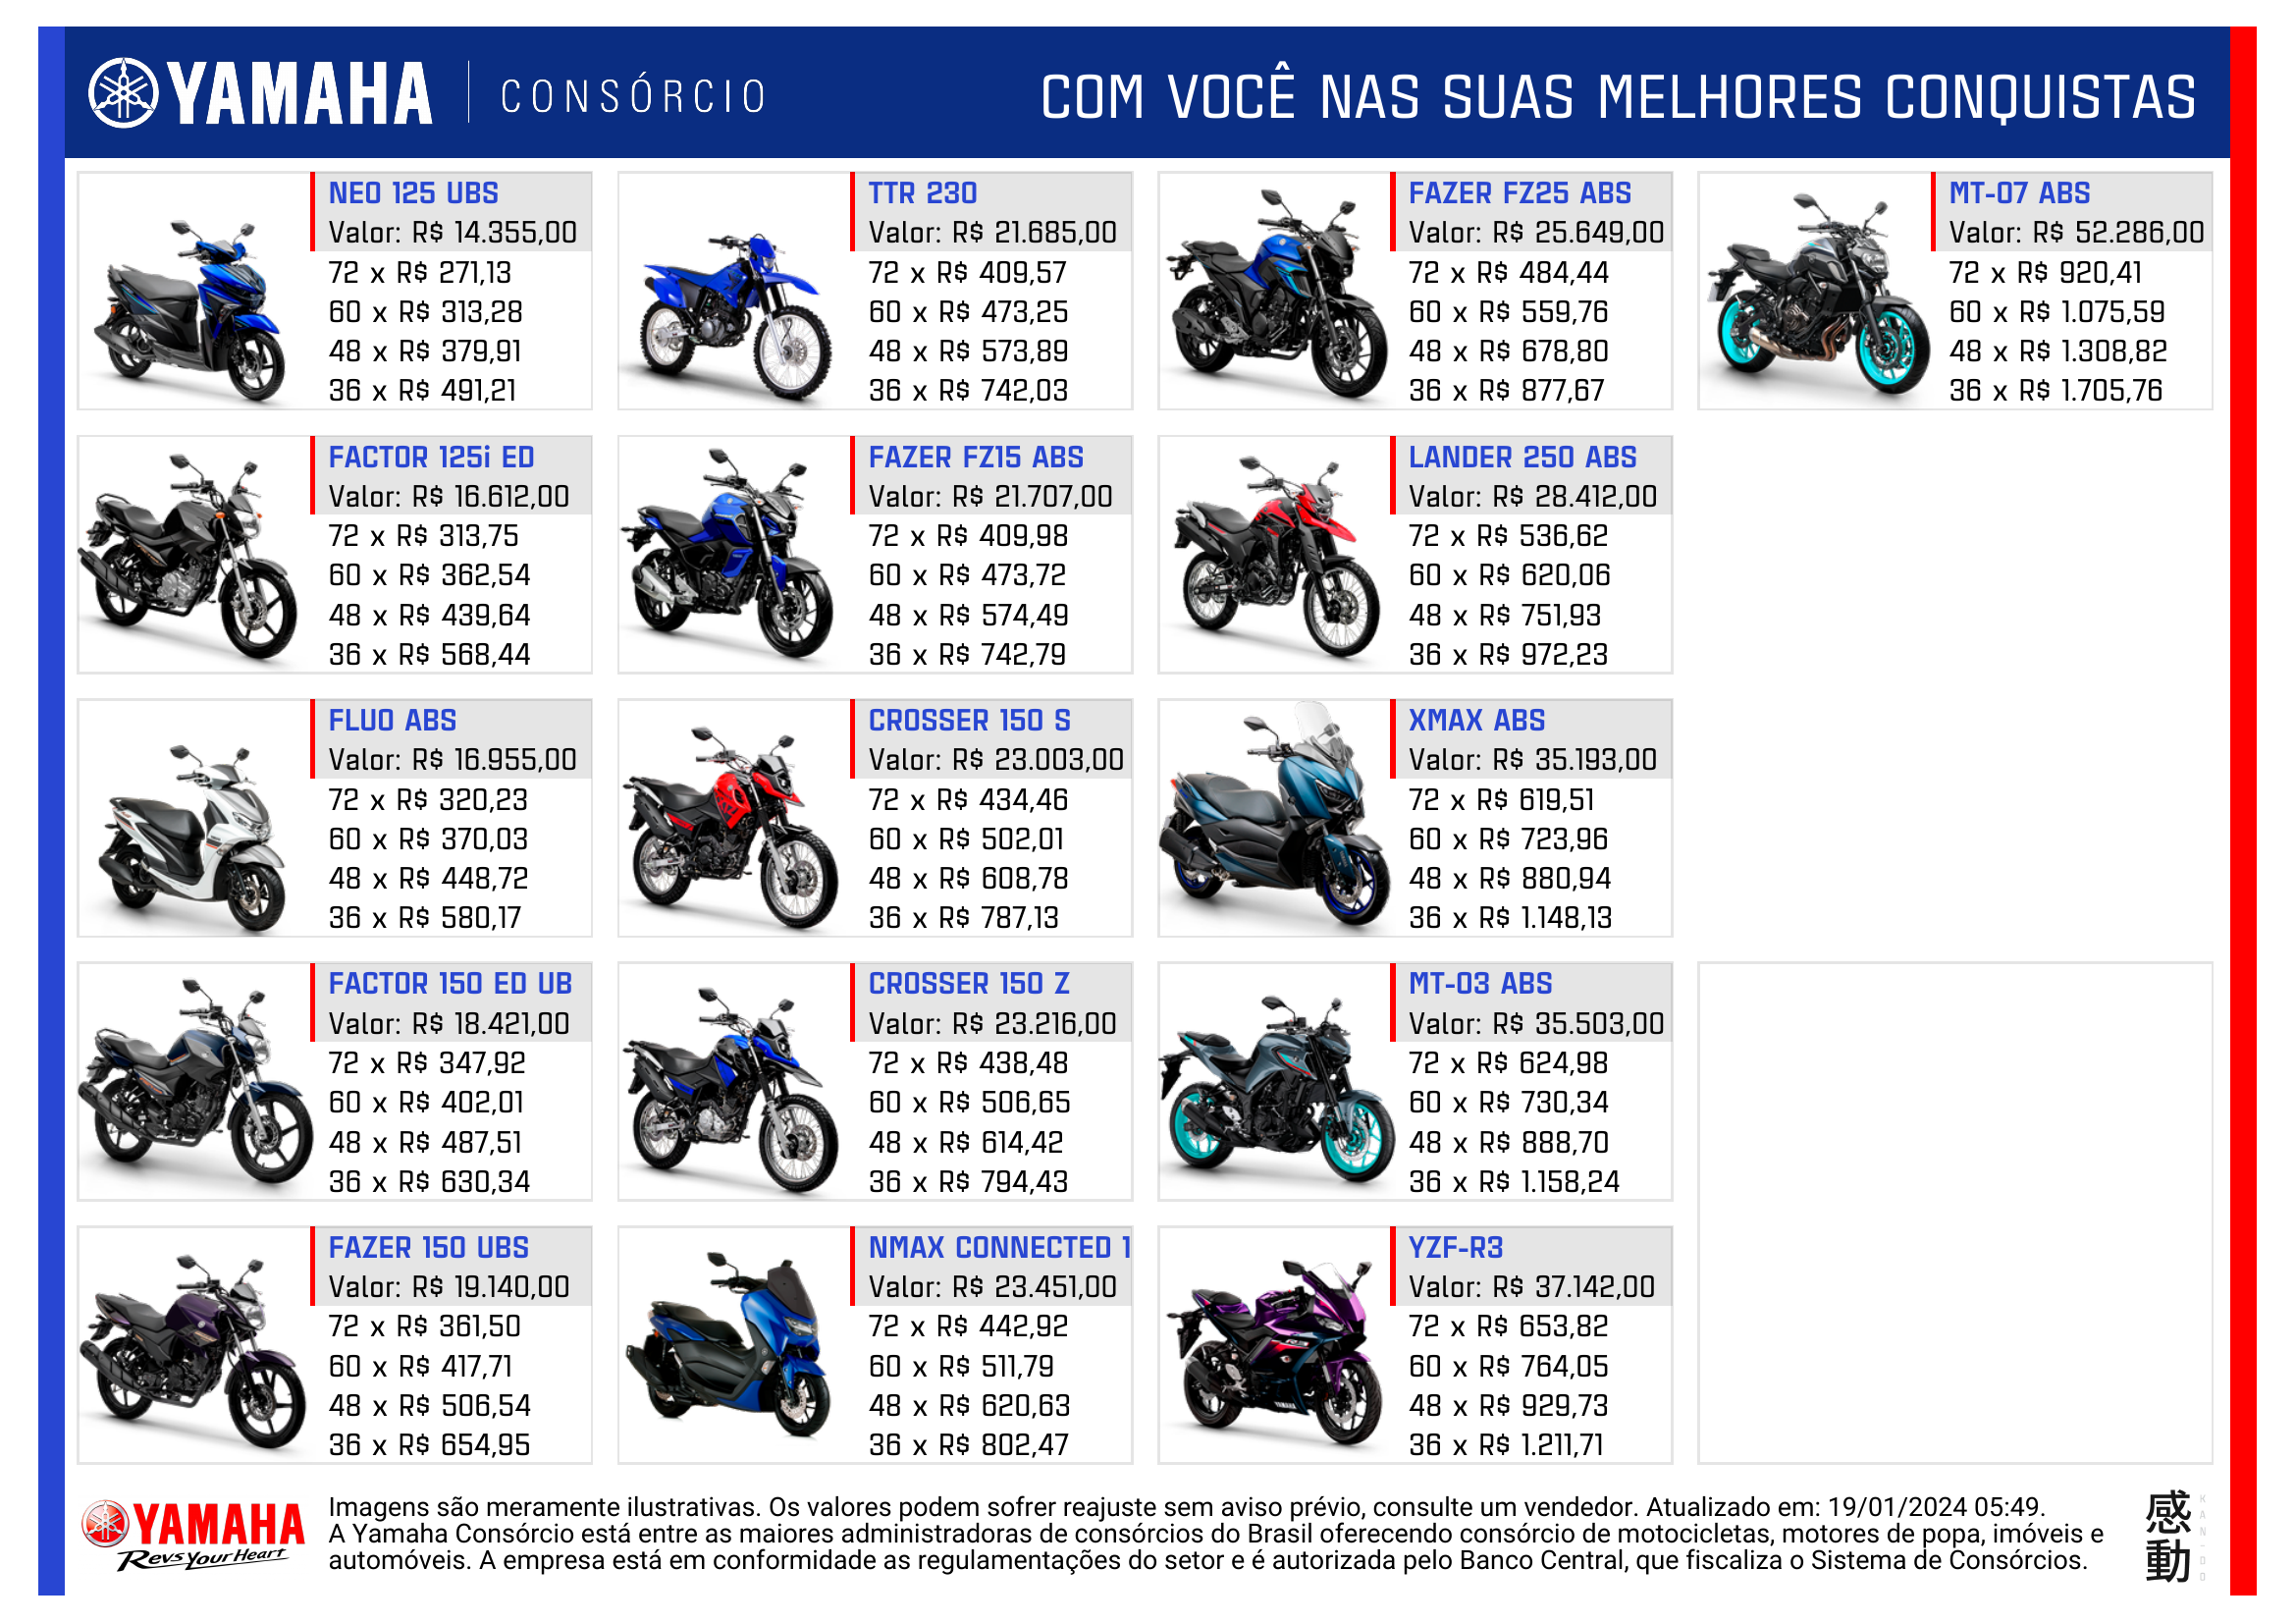 YAMAHA CONSÓRCIO
COM VOCÊ NAS SUAS MELHORES CONQUISTAS
NEO 125 UBS
Valor: R$ 14.355,00
72 x R$ 271,13
60 x R$ 313,28
48 x R$ 379,91
36 x R$ 491,21
TTR 230
Valor: R$ 21.685,00
72 x R$ 409,57
60 x R$ 473,25
48 x R$ 573,89
36 x R$ 742,03
FAZER FZ25 ABS
Valor: R$ 25.649,00
72 x R$ 484,44
60 x R$ 559,76
48 x R$ 678,80
36 x R$ 877,67
MT-07 ABS
Valor: R$ 52.286,00
72 x R$ 920,41
60 x R$ 1.075,59
48 x R$ 1.308,82
36 x R$ 1.705,76
FACTOR 125i ED
Valor: R$ 16.612,00
72 x R$ 313,75
60 x R$ 362,54
48 x R$ 439,64
36 x R$ 568,44
FAZER FZ15 ABS
Valor: R$ 21.707,00
72 x R$ 409,98
60 x R$ 473,72
48 x R$ 574,49
36 x R$ 742,79
LANDER 250 ABS
Valor: R$ 28.412,00
72 x R$ 536,62
60 x R$ 620,06
48 x R$ 751,93
36 x R$ 972,23
FLUO ABS
Valor: R$ 16.955,00
72 x R$ 320,23
60 x R$ 370,03
48 x R$ 448,72
36 x R$ 580,17
CROSSER 150 S
Valor: R$ 23.003,00
72 x R$ 434,46
60 x R$ 502,01
48 x R$ 608,78
36 x R$ 787,13
XMAX ABS
Valor: R$ 35.193,00
72 x R$ 619,51
60 x R$ 723,96
48 x R$ 880,94
36 x R$ 1.148,13
FACTOR 150 ED UB
Valor: R$ 18.421,00
72 x R$ 347,92
60 x R$ 402,01
48 x R$ 487,51
36 x R$ 630,34
CROSSER 150 Z
Valor: R$ 23.216,00
72 x R$ 438,48
60 x R$ 506,65
48 x R$ 614,42
36 x R$ 794,43
MT-03 ABS
Valor: R$ 35.503,00
72 x R$ 624,98
60 x R$ 730,34
48 x R$ 888,70
36 x R$ 1.158,24
FAZER 150 UBS
Valor: R$ 19.140,00
72 x R$ 361,50
60 x R$ 417,71
48 x R$ 506,54
36 x R$ 654,95
NMAX CONNECTED 1
Valor: R$ 23.451,00
72 x R$ 442,92
60 x R$ 511,79
48 x R$ 620,63
36 x R$ 802,47
YZF-R3
Valor: R$ 37.142,00
72 x R$ 653,82
60 x R$ 764,05
48 x R$ 929,73
36 x R$ 1.211,71
YAMAHA
Revs Your Heart
Imagens são meramente ilustrativas. Os valores podem sofrer reajuste sem aviso prévio, consulte um vendedor. Atualizado em: 19/01/2024 05:49.
A Yamaha Consórcio está entre as maiores administradoras de consórcios do Brasil oferecendo consórcio de motocicletas, motores de popa, imóveis e
automóveis. A empresa está em conformidade as regulamentações do setor e é autorizada pelo Banco Central, que fiscaliza o Sistema de Consórcios.
感動
KAN-DO